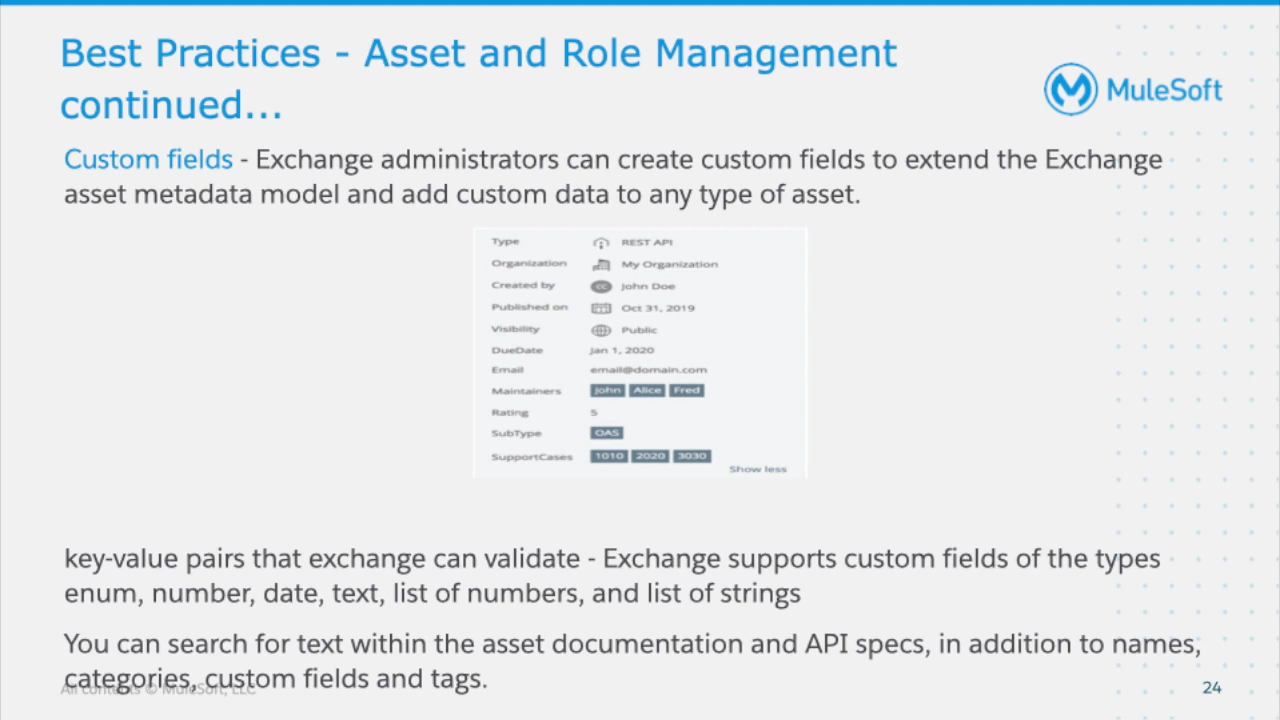 Best Practices - Asset and Role Management
continued...
MuleSoft
Custom fields - Exchange administrators can create custom fields to extend the Exchange
asset metadata model and add custom data to any type of asset.
Type REST API
Organization My Organization
Created by CC John Doe
Published on Oct 31, 2019
Visibility Public
DueDate Jan 1, 2020
Email email@domain.com
Maintainers John Alice Fred
Rating 5
SubType OAS
SupportCases 1010 2020 3030
Show less
key-value pairs that exchange can validate - Exchange supports custom fields of the types
enum, number, date, text, list of numbers, and list of strings
You can search for text within the asset documentation and API specs, in addition to names,
categories, custom fields and tags.
All contents © MuleSoft, LLC
24